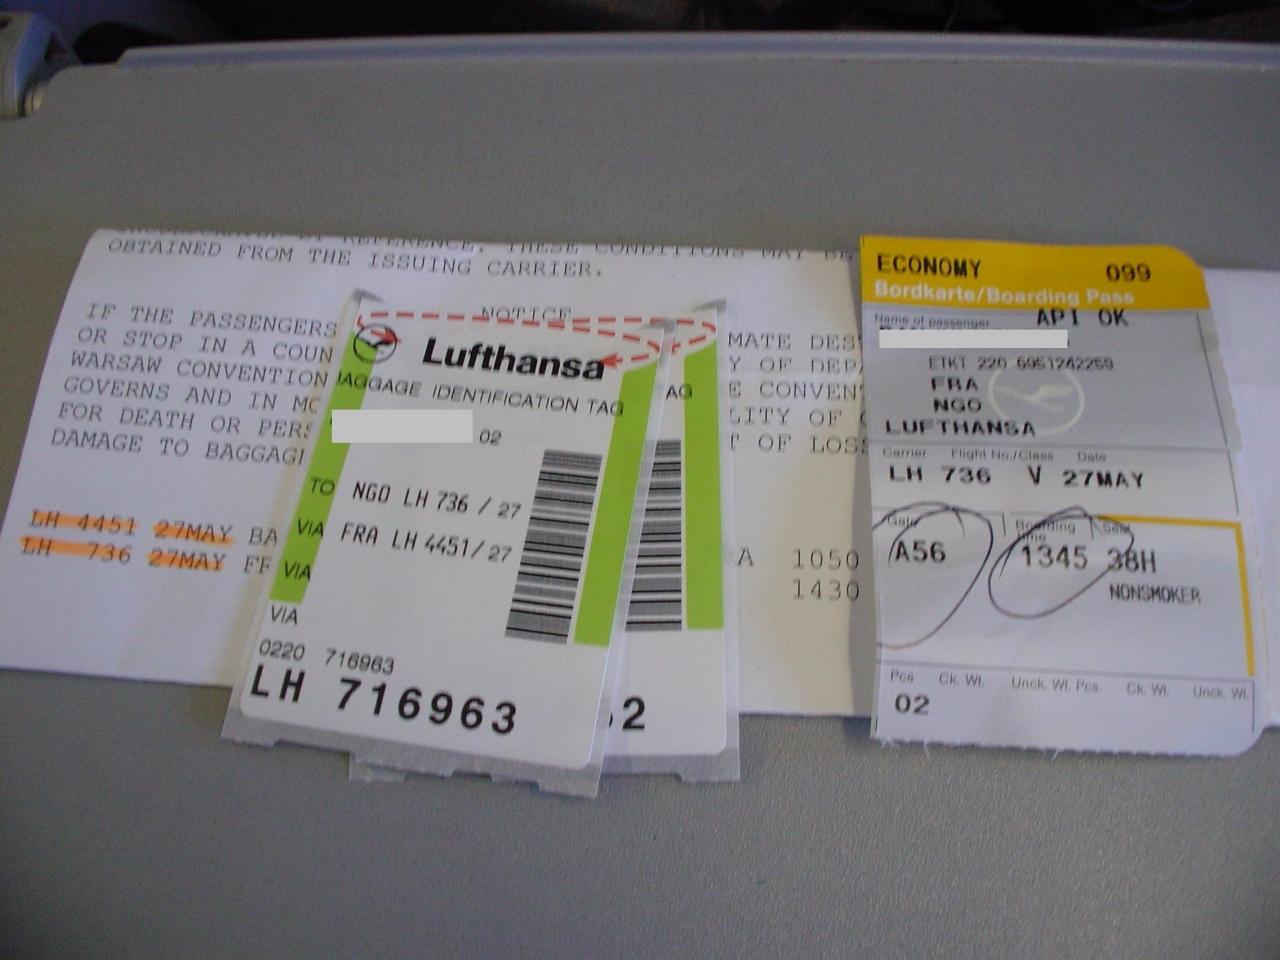 OBTAINED FROM THE ISSUING CARRIER.
NOTICE
IF THE PASSENGERS MATE DES
OR STOP IN A COUN Y OF DEPA
WARSAW CONVENTION E CONVEN
GOVERNS AND IN MO LITY OF
FOR DEATH OR PERS T OF LOSS
DAMAGE TO BAGGAG
LH 4451 27MAY BA A 1050
LH 736 27MAY FF 1430
Lufthansa
BAGGAGE IDENTIFICATION TAG
02
TO NGO LH 736 / 27
VIA FRA LH 4451/ 27
VIA
VIA
0220 716963
LH 716963
AG
2
ECONOMY 099
Bordkarte/Boarding Pass
Name of passenger API OK
ETKT 220 6951242259
FRA
NGO
LUFTHANSA
Carrier Flight No./Class Date
LH 736 V 27MAY
Gate Boarding time Seat
A56 1345 38H
NONSMOKER
Pcs Ck. Wt. Unck. Wt. Pcs. Ck. Wt. Unck. Wt.
02